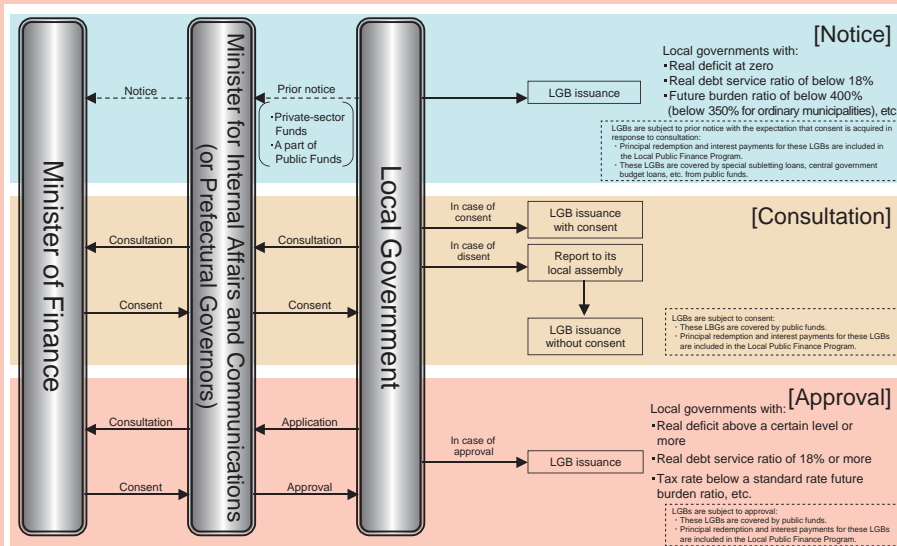 Minister of Finance
Minister for Internal Affairs and Communications
(or Prefectural Governors)
Local Government
[Notice]
Notice
Prior notice
・Private-sector
Funds
・A part of
Public Funds
LGB issuance
Local governments with:
▪Real deficit at zero
▪Real debt service ratio of below 18%
▪Future burden ratio of below 400%
(below 350% for ordinary municipalities), etc
LGBs are subject to prior notice with the expectation that consent is acquired in
response to consultation:
・ Principal redemption and interest payments for these LGBs are included in
the Local Public Finance Program.
・ These LGBs are covered by special subletting loans, central government
budget loans, etc. from public funds.
[Consultation]
Consultation
Consultation
Consent
Consent
In case of
consent
LGB issuance
with consent
In case of
dissent
Report to its
local assembly
LGB issuance
without consent
LGBs are subject to consent:
・ These LBGs are covered by public funds.
・ Principal redemption and interest payments for these LGBs
are included in the Local Public Finance Program.
[Approval]
Consultation
Application
Consent
Approval
In case of
approval
LGB issuance
Local governments with:
▪Real deficit above a certain level or
more
▪Real debt service ratio of 18% or more
▪Tax rate below a standard rate future
burden ratio, etc.
LGBs are subject to approval:
・ These LGBs are covered by public funds.
・ Principal redemption and interest payments for these LGBs
are included in the Local Public Finance Program.